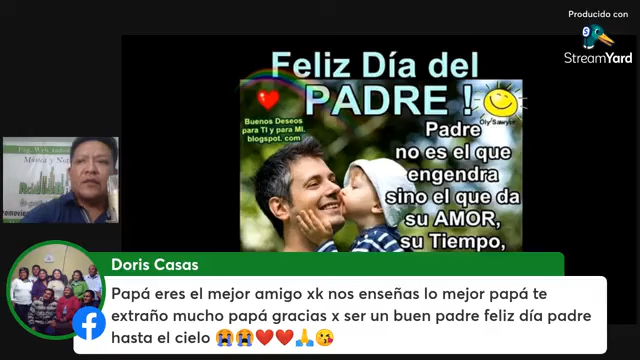 Producido con
StreamYard
Feliz Día del
PADRE !
Buenos Deseos
para TI y para MI.
blogspot. com
Oly Sawyer
Padre
no es el que
engendra
sino el que da
su AMOR,
su Tiempo,
Doris Casas
Papá eres el mejor amigo xk nos enseñas lo mejor papá te
extraño mucho papá gracias x ser un buen padre feliz día padre
hasta el cielo 😭😭❤️❤️🙏😘